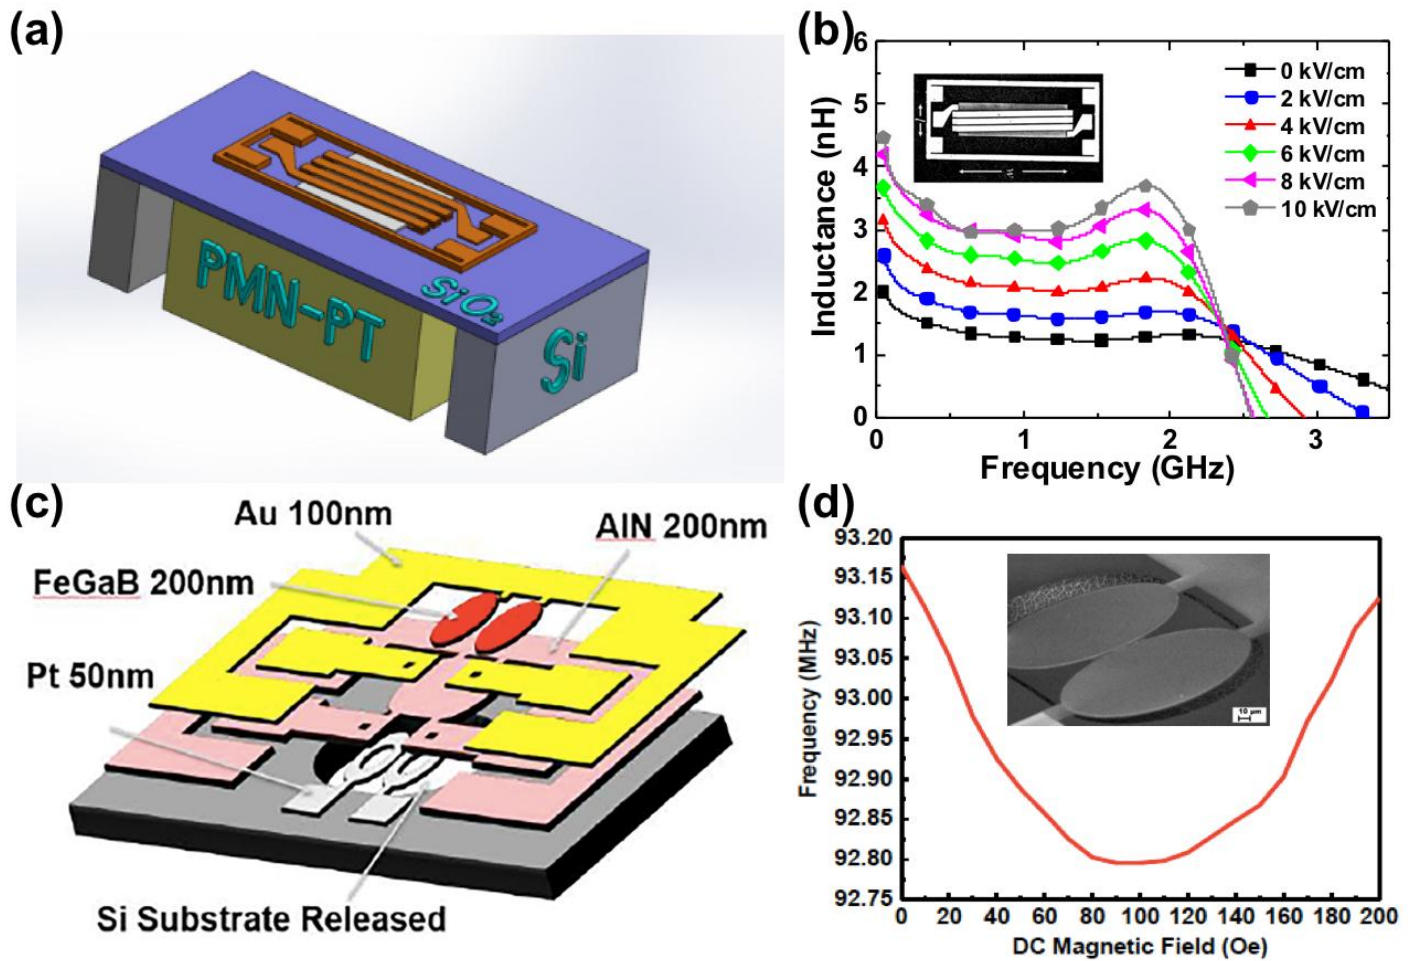 (a)
PMN-PT
SiO₂
Si
(b)
6
5
4
3
2
1
0
Inductance (nH)
0 kV/cm
2 kV/cm
4 kV/cm
6 kV/cm
8 kV/cm
10 kV/cm
0 1 2 3
Frequency (GHz)
(c)
Au 100nm
AlN 200nm
FeGaB 200nm
Pt 50nm
Si Substrate Released
(d)
93.20
93.15
93.10
93.05
93.00
92.95
92.90
92.85
92.80
92.75
Frequency (MHz)
10 µm
0 20 40 60 80 100 120 140 160 180 200
DC Magnetic Field (Oe)